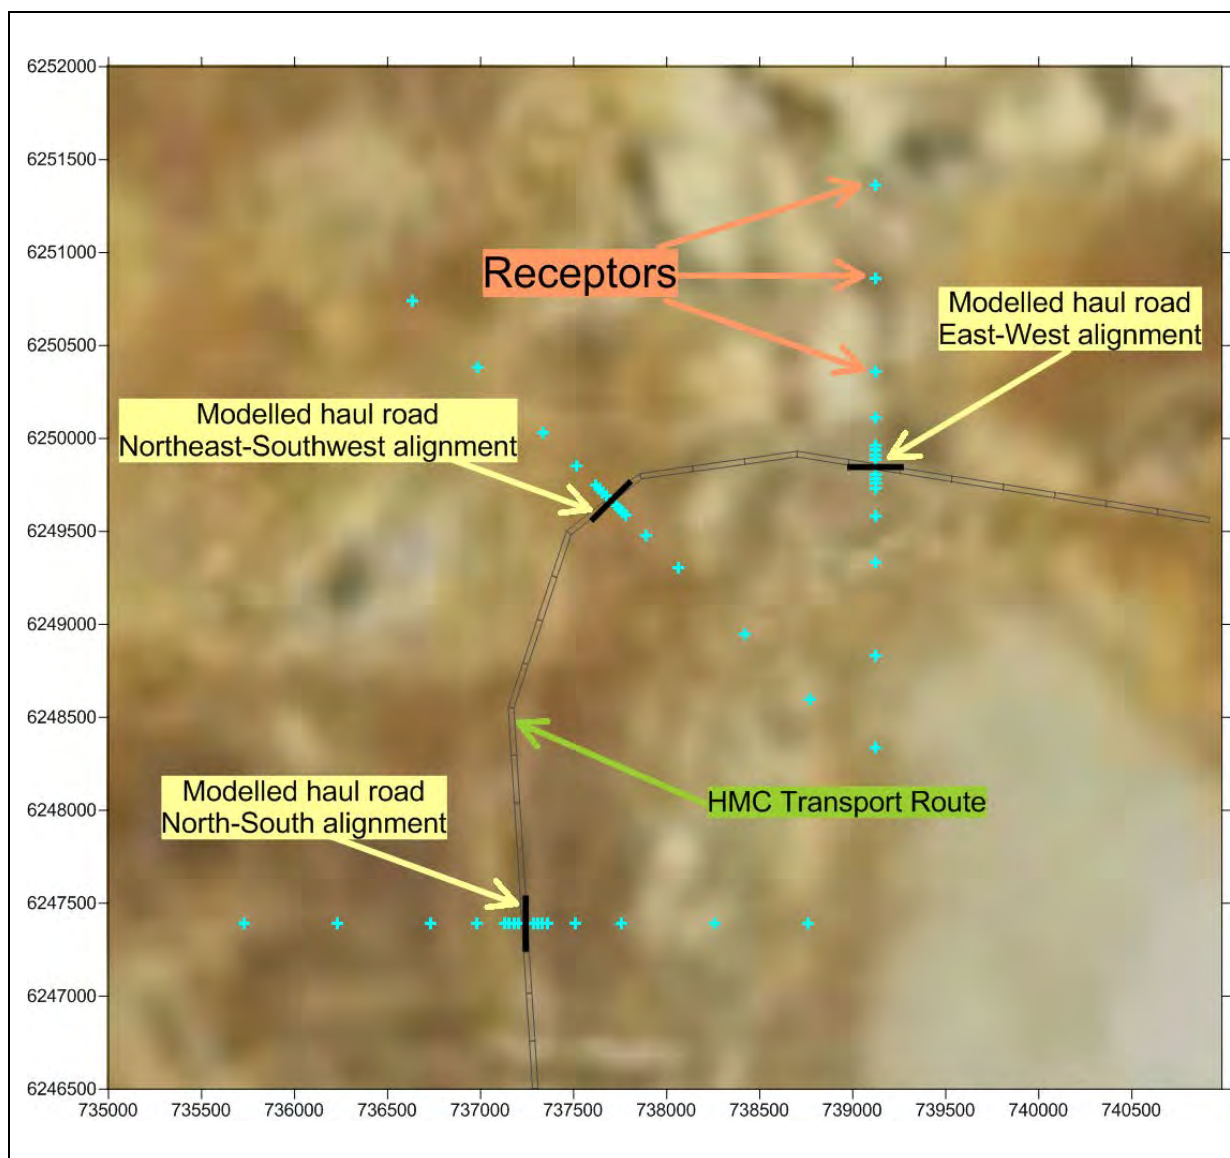 6252000
6251500
6251000
6250500
6250000
6249500
6249000
6248500
6248000
6247500
6247000
6246500
Receptors
Modelled haul road
East-West alignment
Modelled haul road
Northeast-Southwest alignment
HMC Transport Route
Modelled haul road
North-South alignment
735000 735500 736000 736500 737000 737500 738000 738500 739000 739500 740000 740500